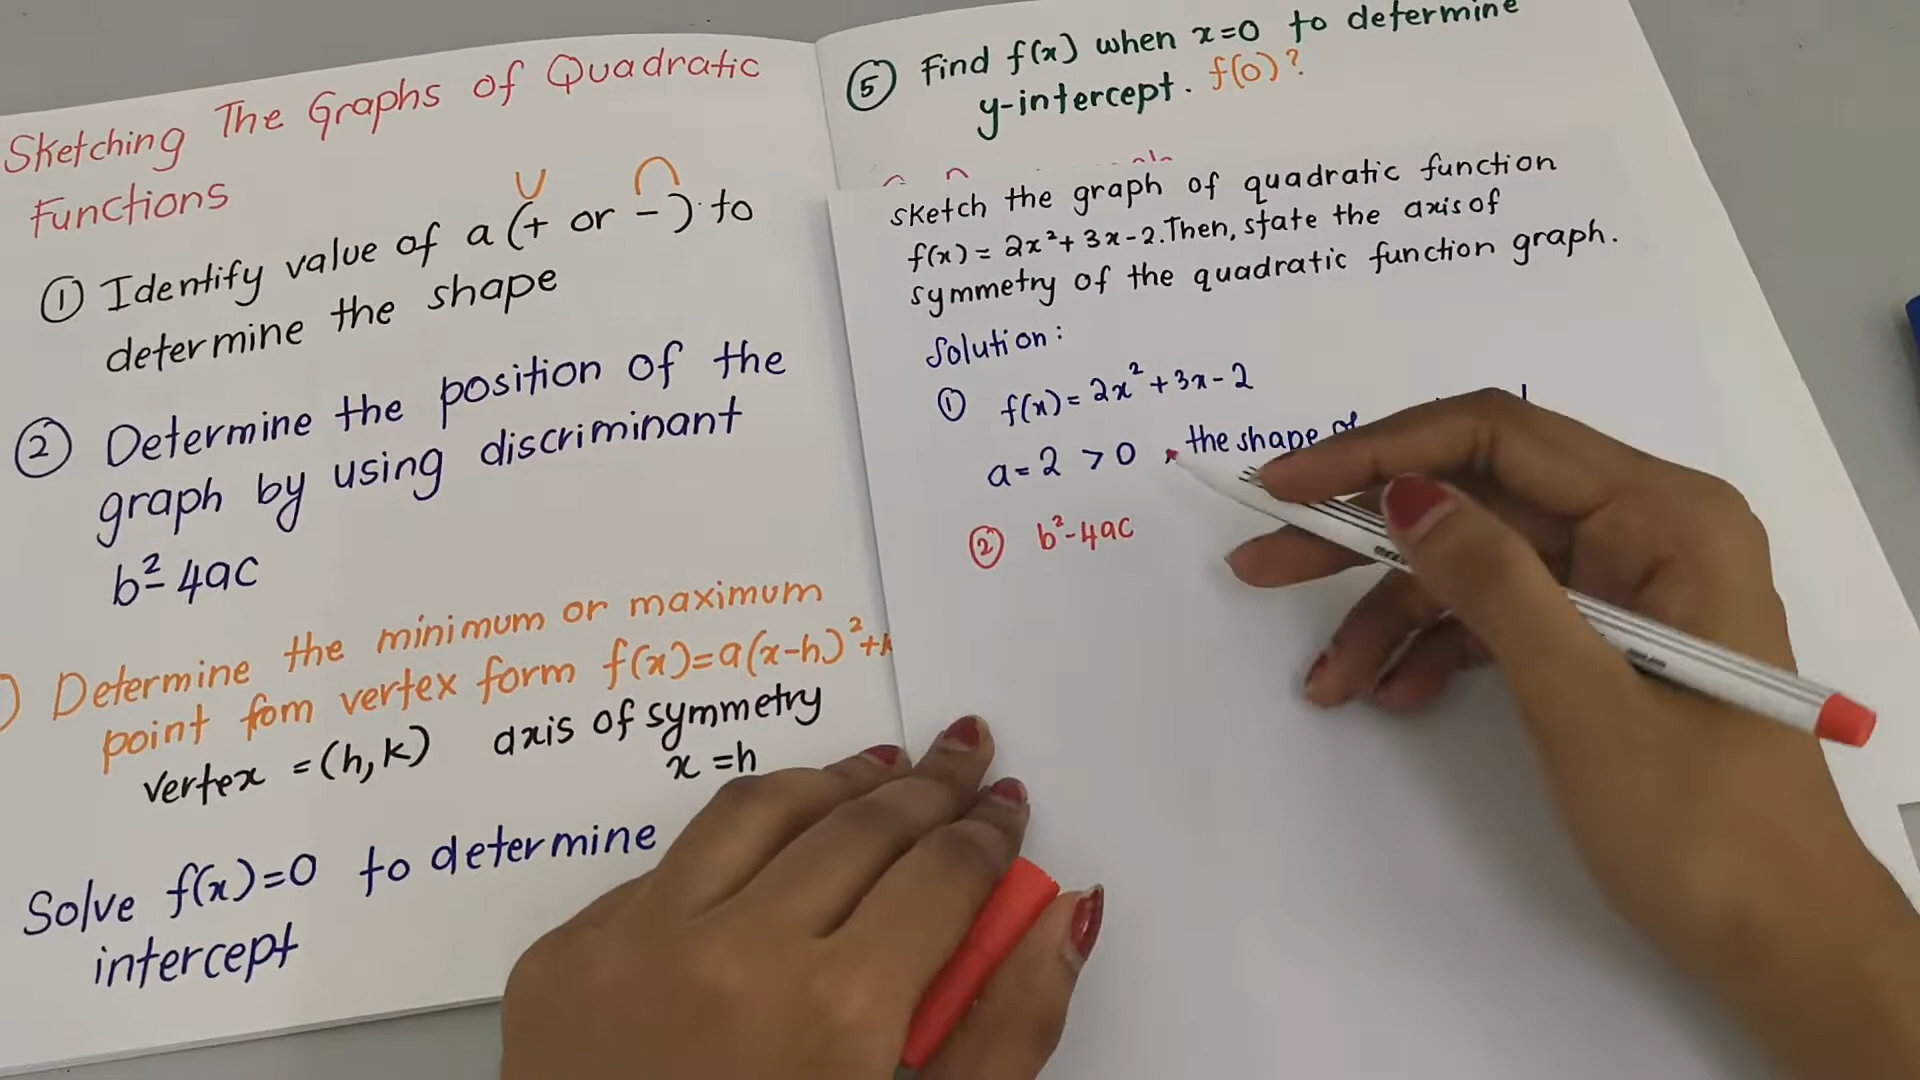 Sketching The Graphs of Quadratic
Functions
① Identify value of a (+ or -) to
determine the shape
② Determine the position of the
graph by using discriminant
b²-4ac
Determine the minimum or maximum
point fom vertex form f(x)=a(x-h)²+k
vertex = (h,k) axis of symmetry
x = h
Solve f(x)=0 to determine
intercept
⑤ Find f(x) when x=0 to determine
y-intercept. f(0)?
Sketch the graph of quadratic function
f(x) = 2x²+3x-2. Then, state the axis of
symmetry of the quadratic function graph.
Solution:
① f(x) = 2x²+3x-2
a = 2 > 0, the shape of
② b²-4ac